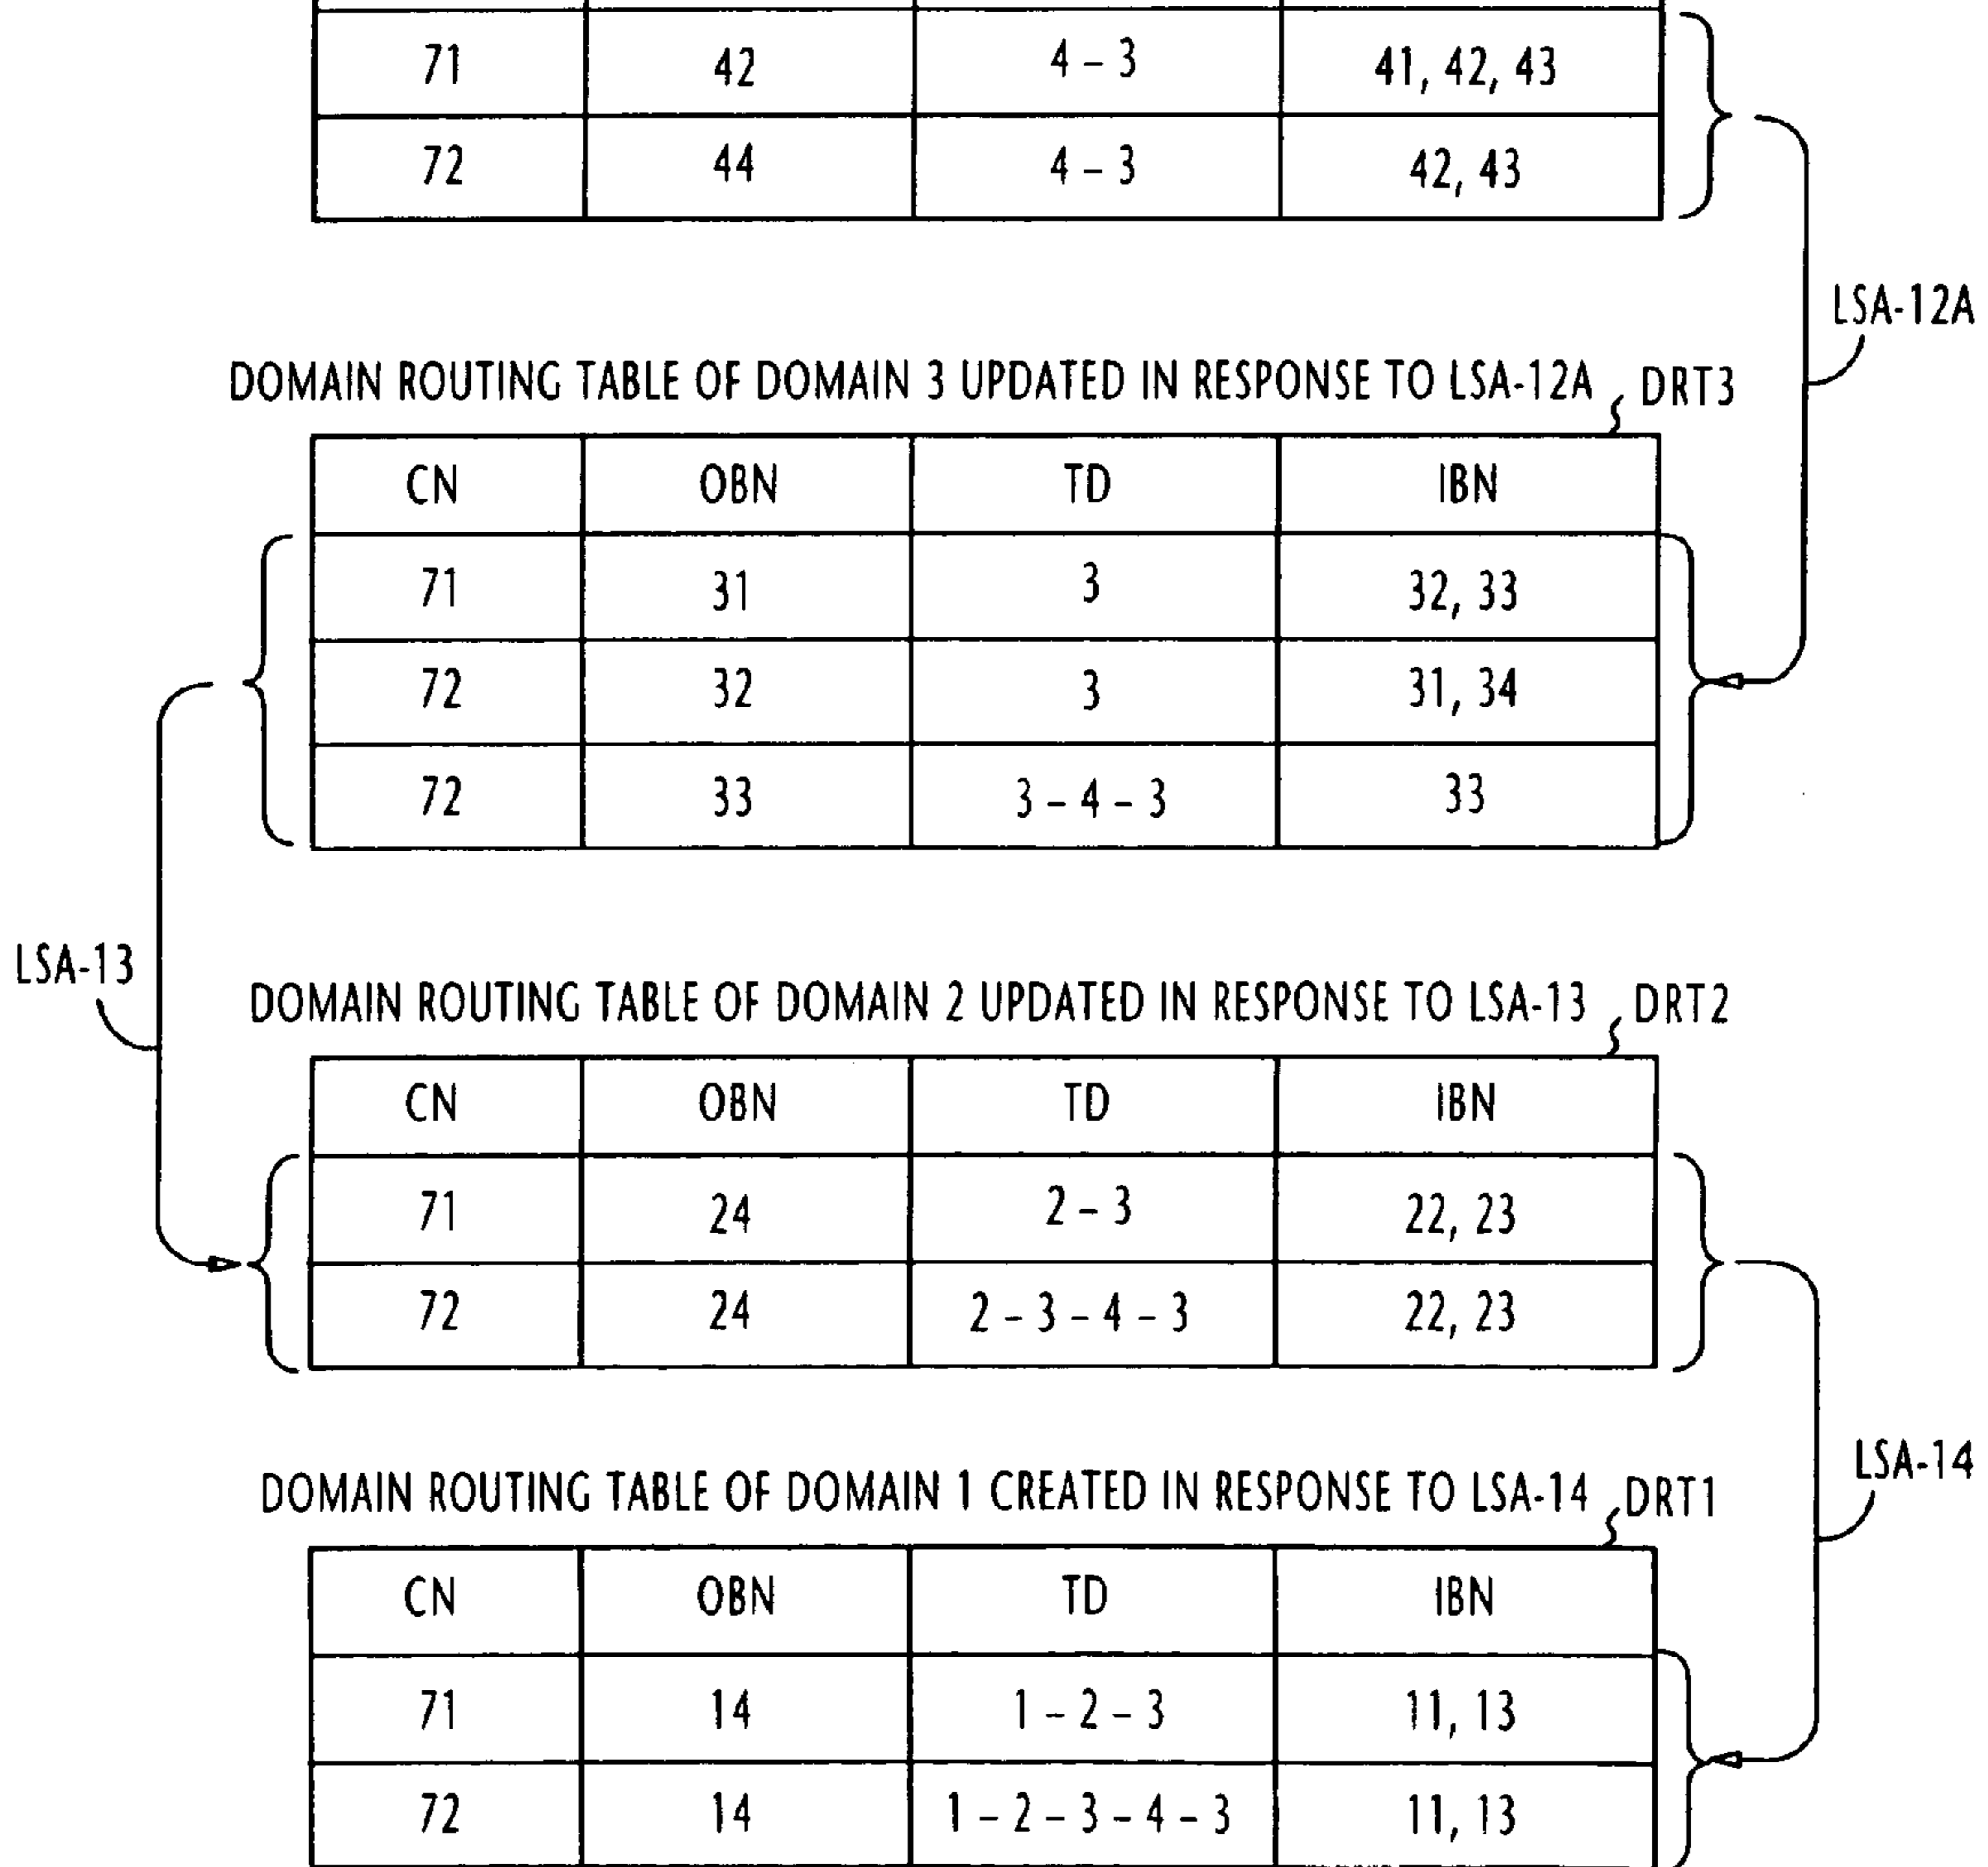 71 42 4 – 3 41, 42, 43
72 44 4 – 3 42, 43
LSA-12A
DOMAIN ROUTING TABLE OF DOMAIN 3 UPDATED IN RESPONSE TO LSA-12A DRT3
CN OBN TD IBN
71 31 3 32, 33
72 32 3 31, 34
72 33 3 – 4 – 3 33
LSA-13
DOMAIN ROUTING TABLE OF DOMAIN 2 UPDATED IN RESPONSE TO LSA-13 DRT2
CN OBN TD IBN
71 24 2 – 3 22, 23
72 24 2 – 3 – 4 – 3 22, 23
LSA-14
DOMAIN ROUTING TABLE OF DOMAIN 1 CREATED IN RESPONSE TO LSA-14 DRT1
CN OBN TD IBN
71 14 1 – 2 – 3 11, 13
72 14 1 – 2 – 3 – 4 – 3 11, 13